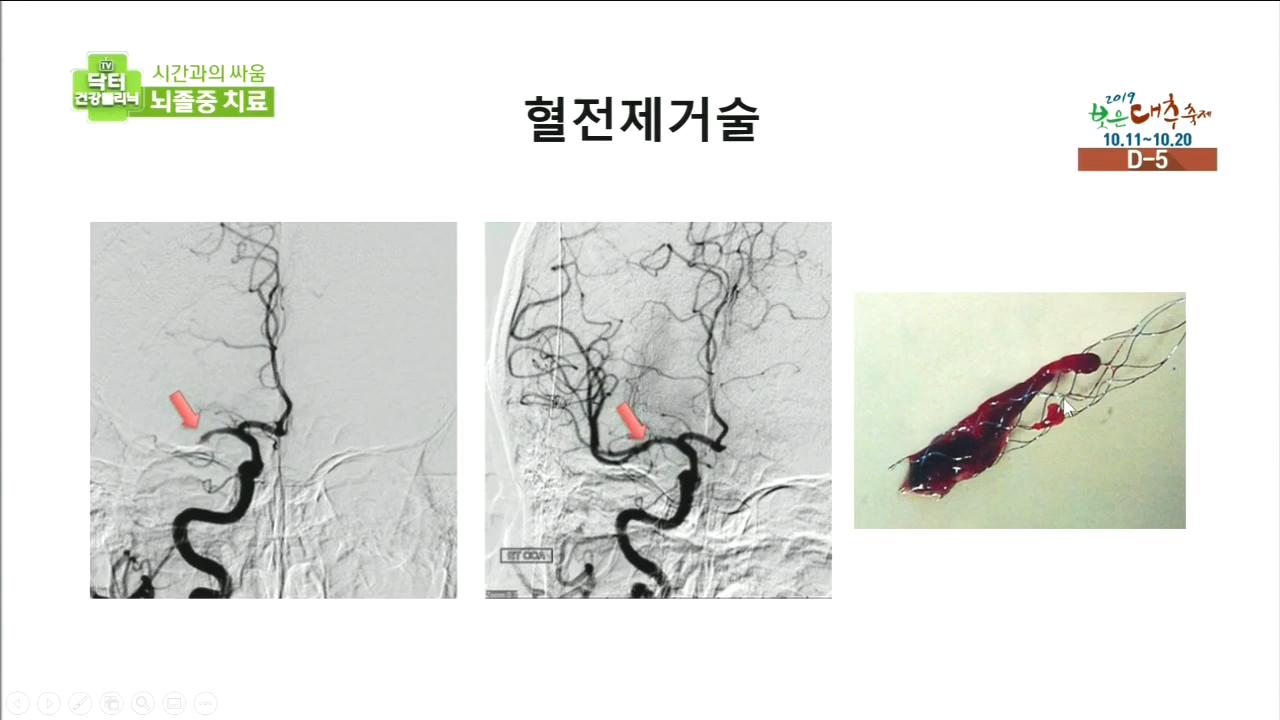 TV
닥터
건강클리닉
시간과의 싸움
뇌졸중 치료
혈전제거술
2019
보은대추축제
10.11~10.20
D-5